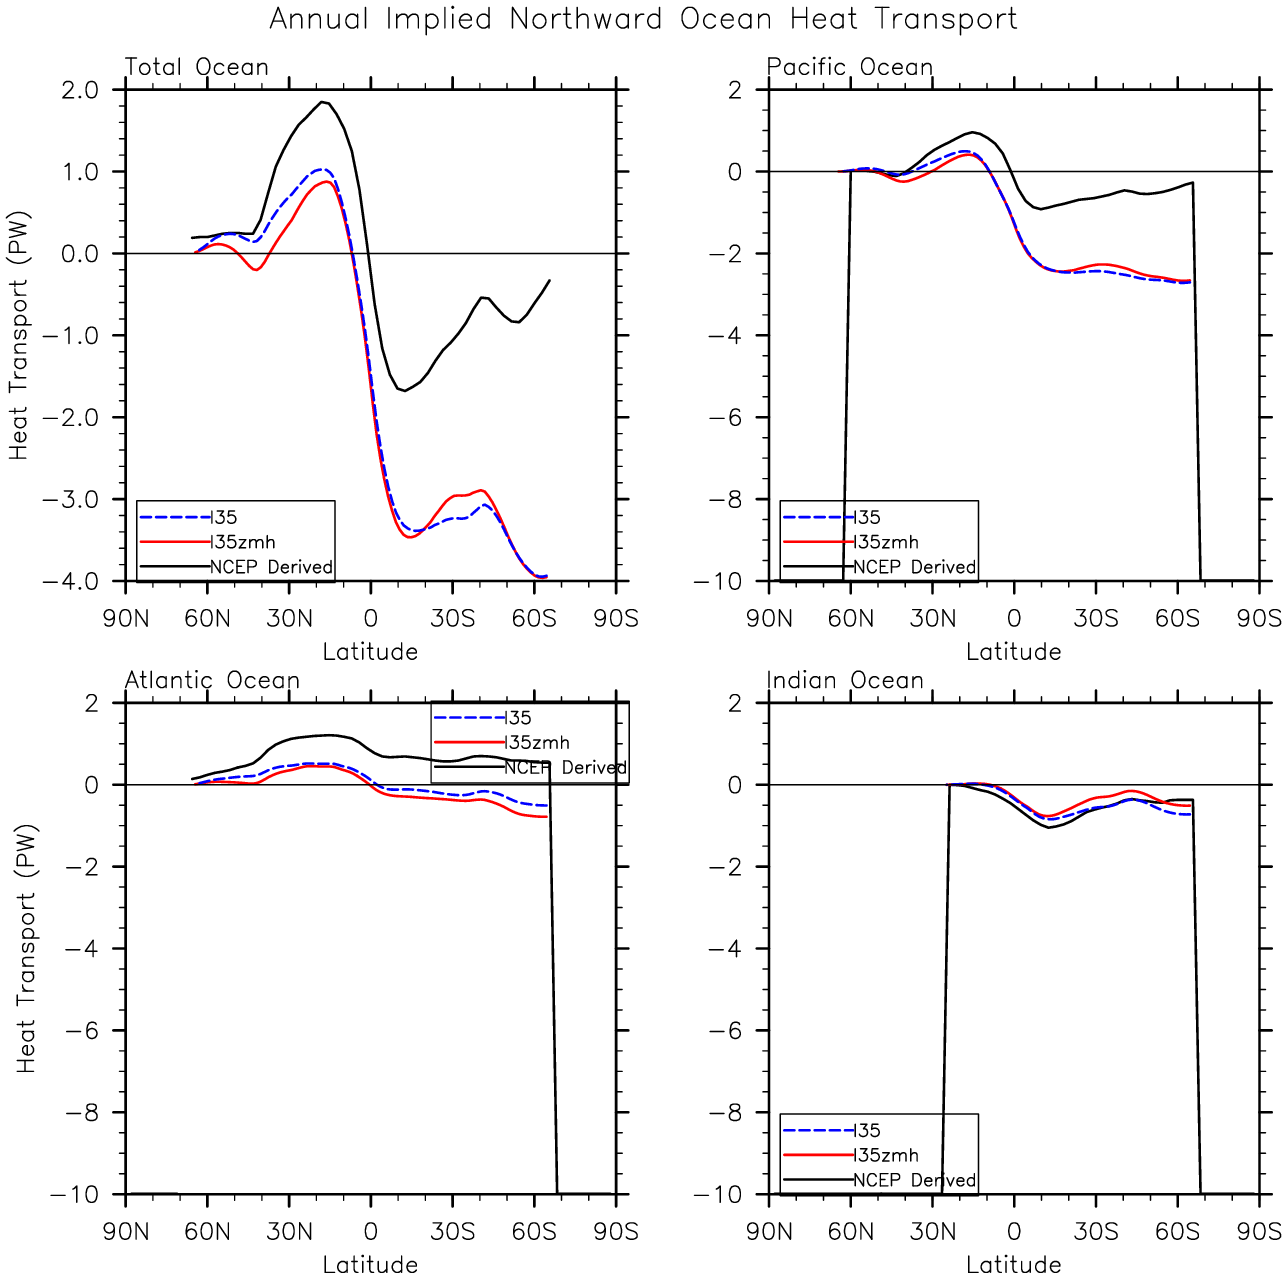 Annual Implied Northward Ocean Heat Transport
Total Ocean
Heat Transport (PW)
2.0
1.0
0.0
−1.0
−2.0
−3.0
−4.0
I35
I35zmh
NCEP Derived
90N 60N 30N 0 30S 60S 90S
Latitude
Pacific Ocean
2
0
−2
−4
−6
−8
−10
I35
I35zmh
NCEP Derived
90N 60N 30N 0 30S 60S 90S
Latitude
Atlantic Ocean
Heat Transport (PW)
2
0
−2
−4
−6
−8
−10
I35
I35zmh
NCEP Derived
90N 60N 30N 0 30S 60S 90S
Latitude
Indian Ocean
2
0
−2
−4
−6
−8
−10
I35
I35zmh
NCEP Derived
90N 60N 30N 0 30S 60S 90S
Latitude